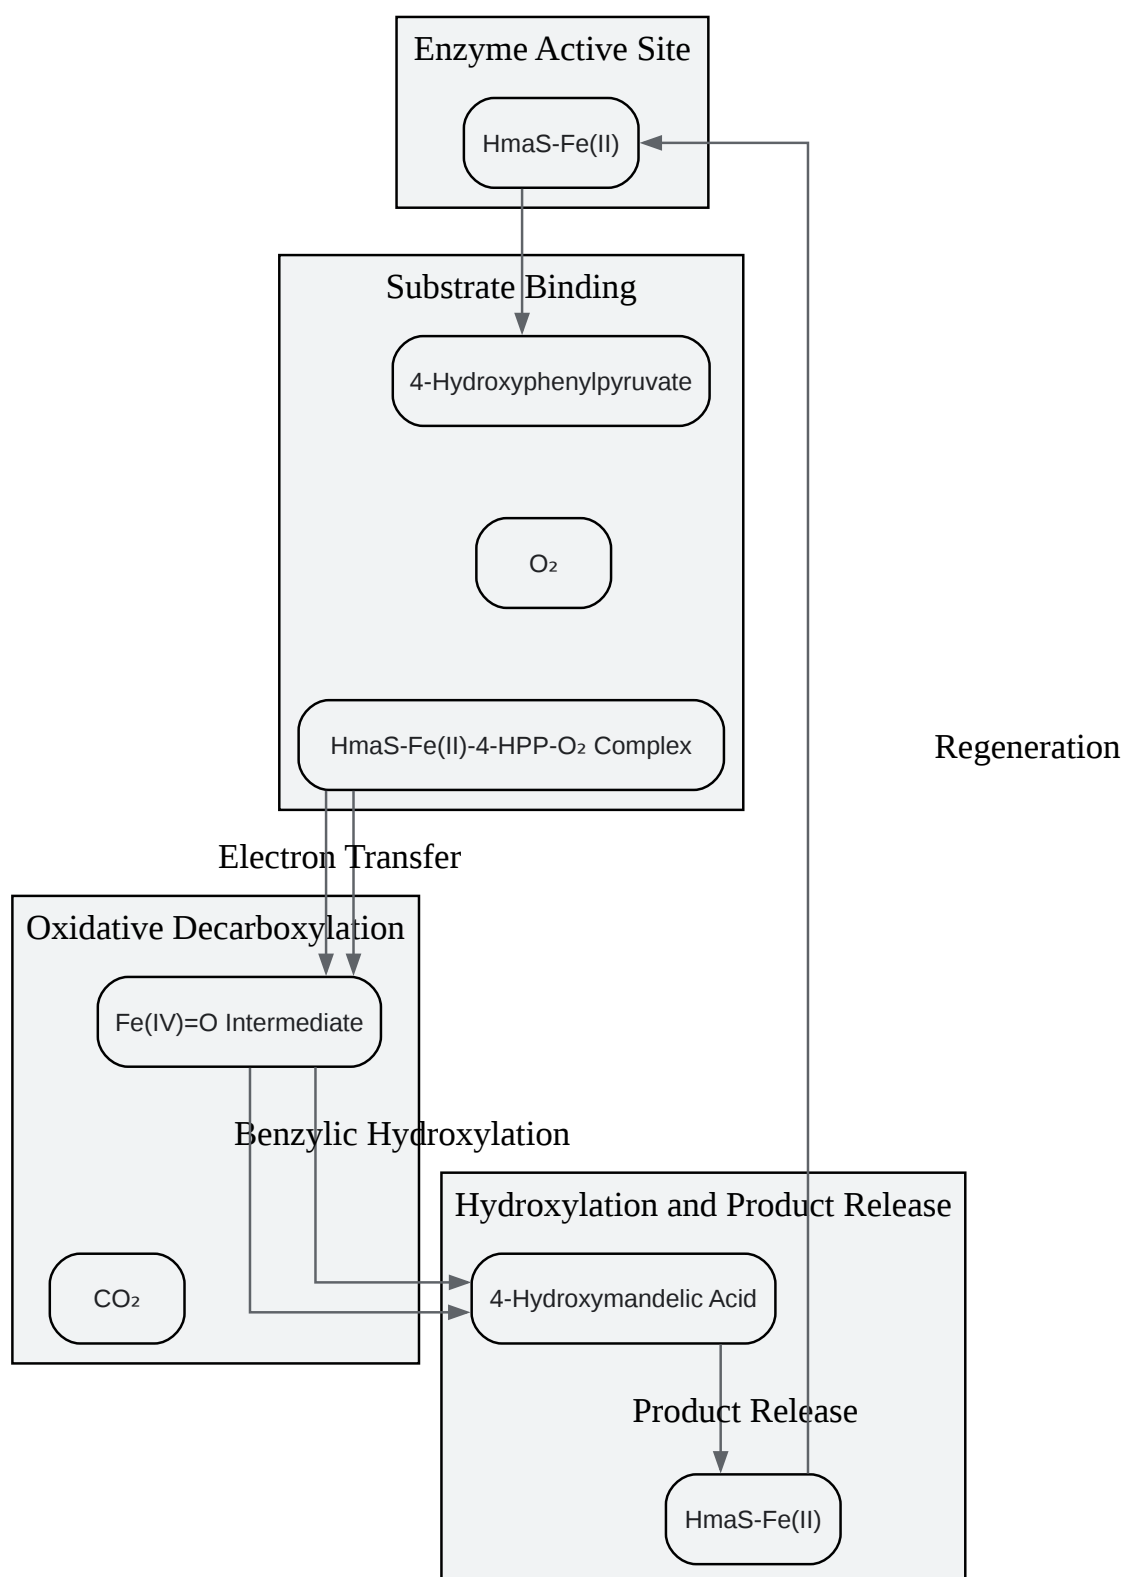 Enzyme Active Site
HmaS-Fe(II)
Substrate Binding
4-Hydroxyphenylpyruvate
O₂
HmaS-Fe(II)-4-HPP-O₂ Complex
Regeneration
Electron Transfer
Oxidative Decarboxylation
Fe(IV)=O Intermediate
Benzylic Hydroxylation
Hydroxylation and Product Release
CO₂
4-Hydroxymandelic Acid
Product Release
HmaS-Fe(II)